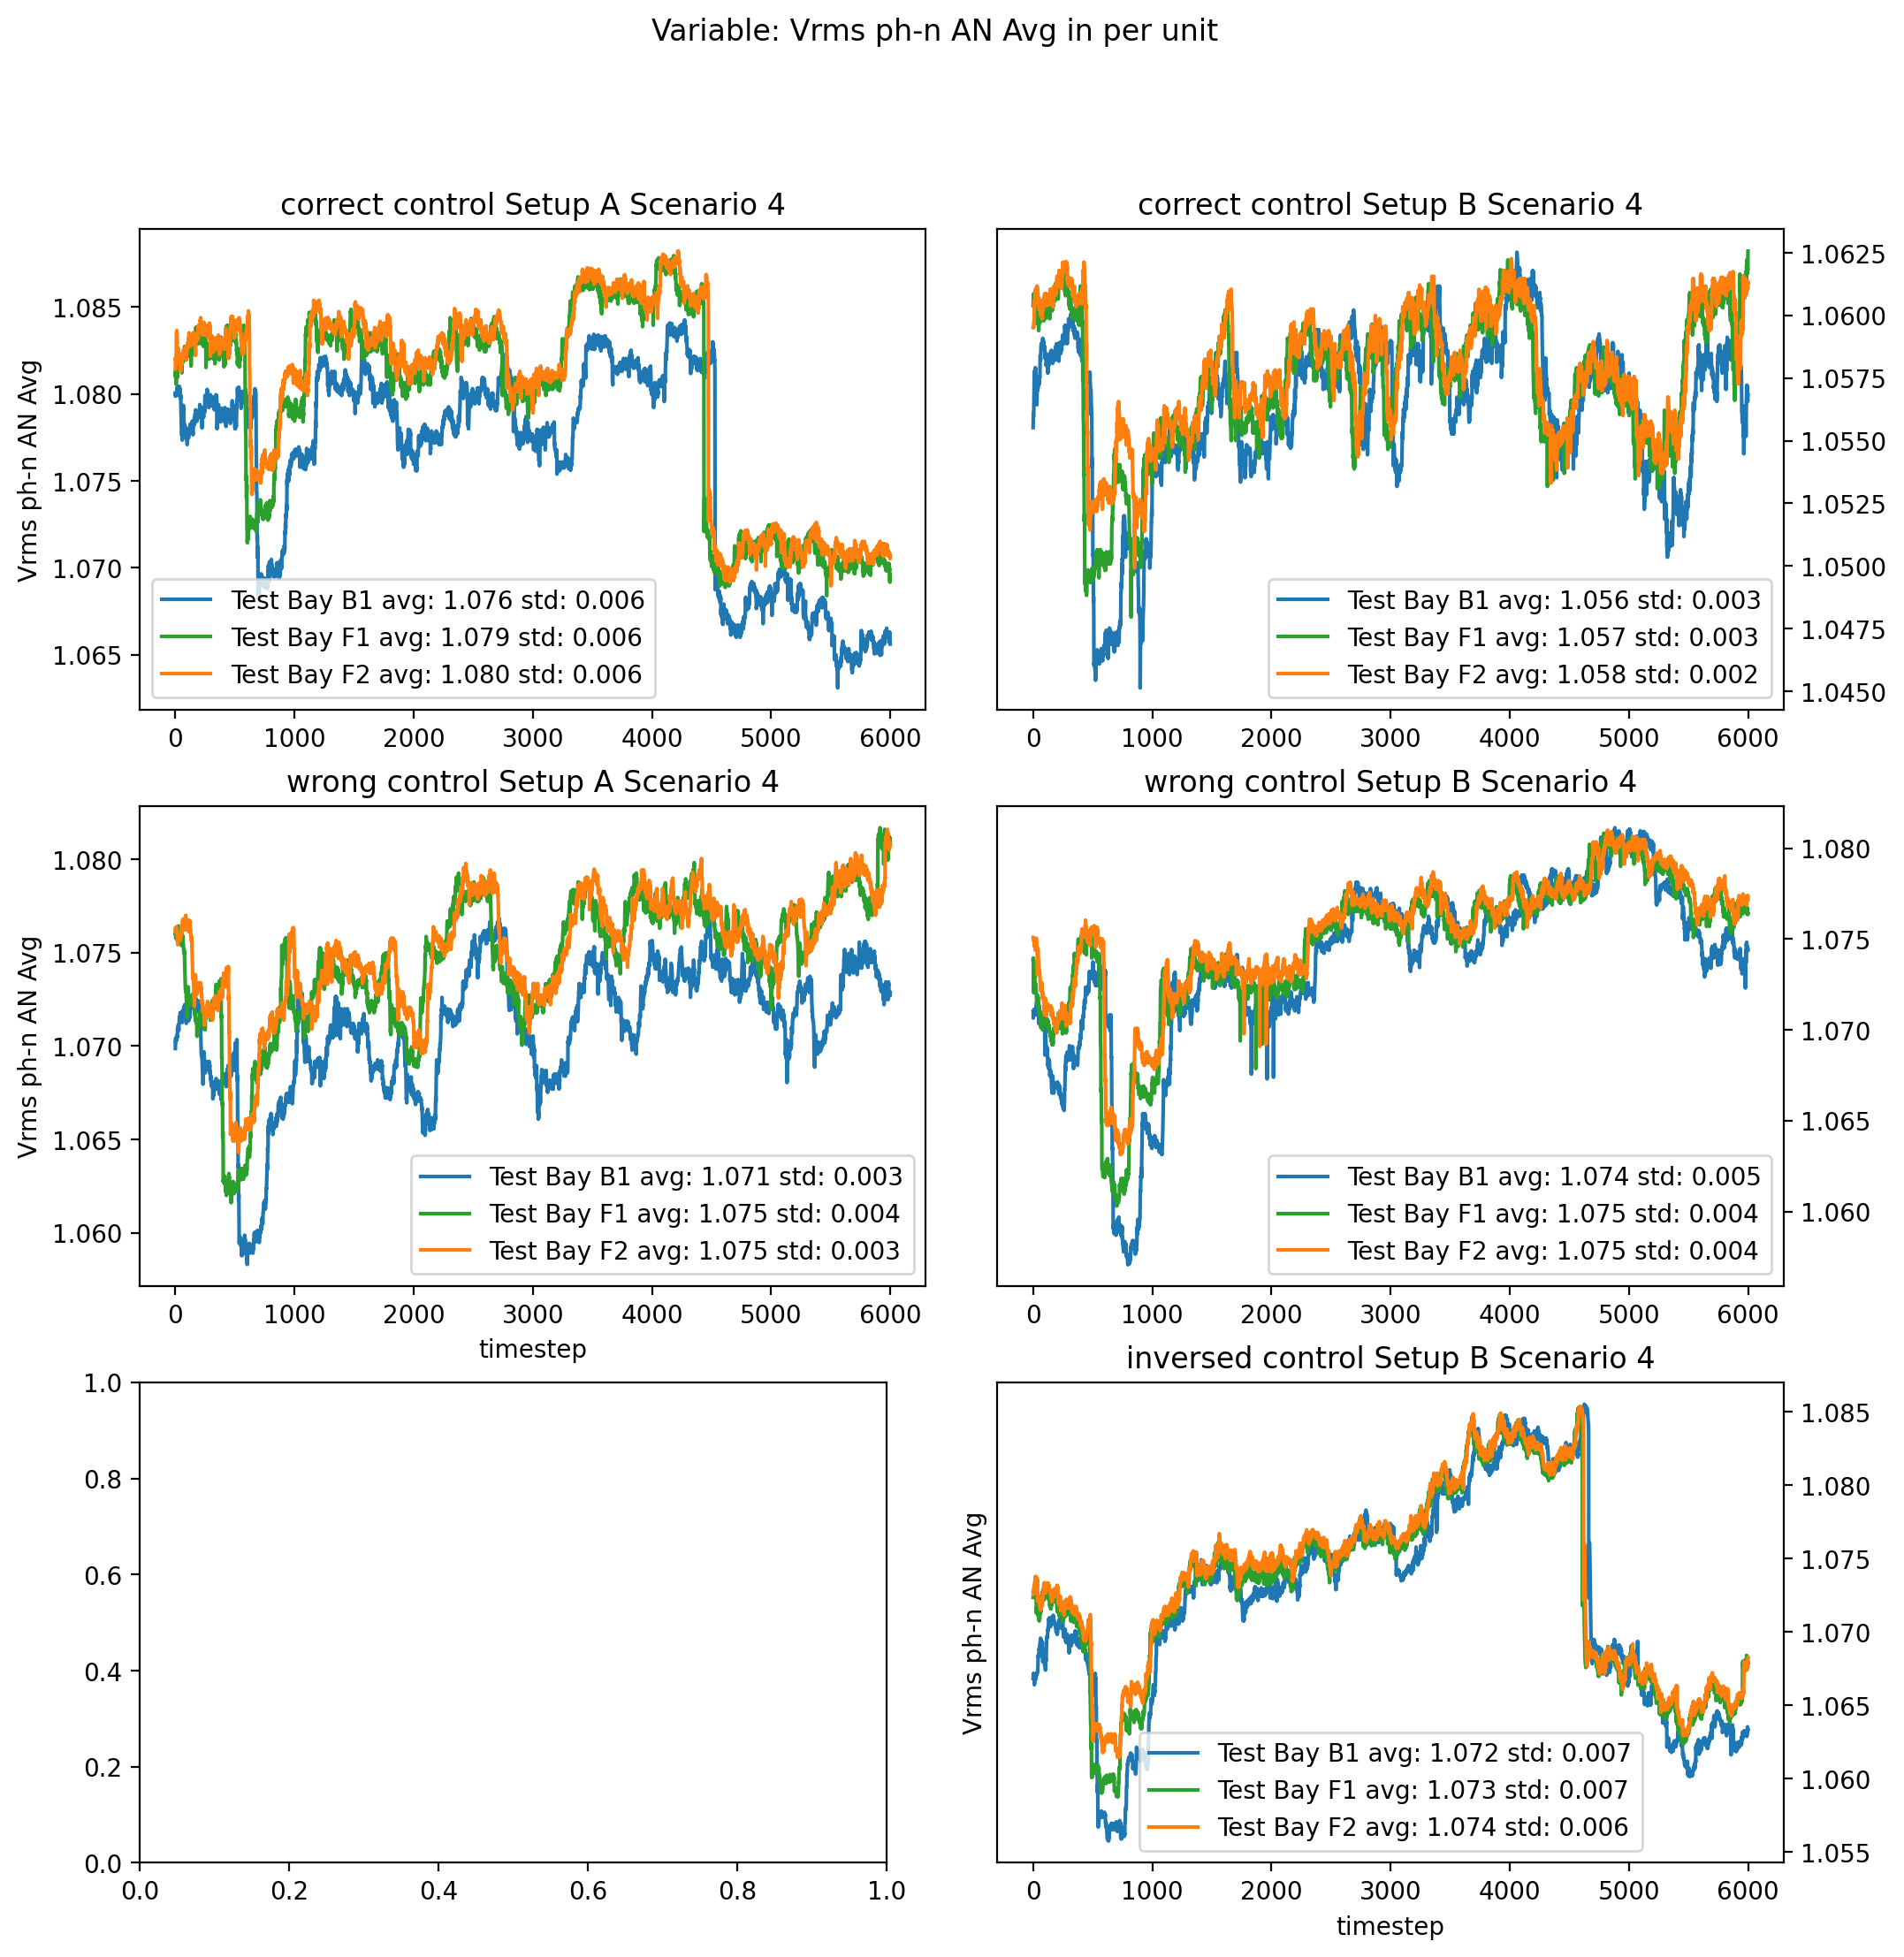 Variable: Vrms ph-n AN Avg in per unit
correct control Setup A Scenario 4
Vrms ph-n AN Avg
1.085
1.080
1.075
1.070
1.065
Test Bay B1 avg: 1.076 std: 0.006
Test Bay F1 avg: 1.079 std: 0.006
Test Bay F2 avg: 1.080 std: 0.006
0 1000 2000 3000 4000 5000 6000
correct control Setup B Scenario 4
1.0625
1.0600
1.0575
1.0550
1.0525
1.0500
1.0475
1.0450
Test Bay B1 avg: 1.056 std: 0.003
Test Bay F1 avg: 1.057 std: 0.003
Test Bay F2 avg: 1.058 std: 0.002
0 1000 2000 3000 4000 5000 6000
wrong control Setup A Scenario 4
Vrms ph-n AN Avg
1.080
1.075
1.070
1.065
1.060
Test Bay B1 avg: 1.071 std: 0.003
Test Bay F1 avg: 1.075 std: 0.004
Test Bay F2 avg: 1.075 std: 0.003
0 1000 2000 3000 4000 5000 6000
timestep
wrong control Setup B Scenario 4
1.080
1.075
1.070
1.065
1.060
Test Bay B1 avg: 1.074 std: 0.005
Test Bay F1 avg: 1.075 std: 0.004
Test Bay F2 avg: 1.075 std: 0.004
0 1000 2000 3000 4000 5000 6000
1.0
0.8
0.6
0.4
0.2
0.0
0.0 0.2 0.4 0.6 0.8 1.0
inversed control Setup B Scenario 4
Vrms ph-n AN Avg
1.085
1.080
1.075
1.070
1.065
1.060
1.055
Test Bay B1 avg: 1.072 std: 0.007
Test Bay F1 avg: 1.073 std: 0.007
Test Bay F2 avg: 1.074 std: 0.006
0 1000 2000 3000 4000 5000 6000
timestep